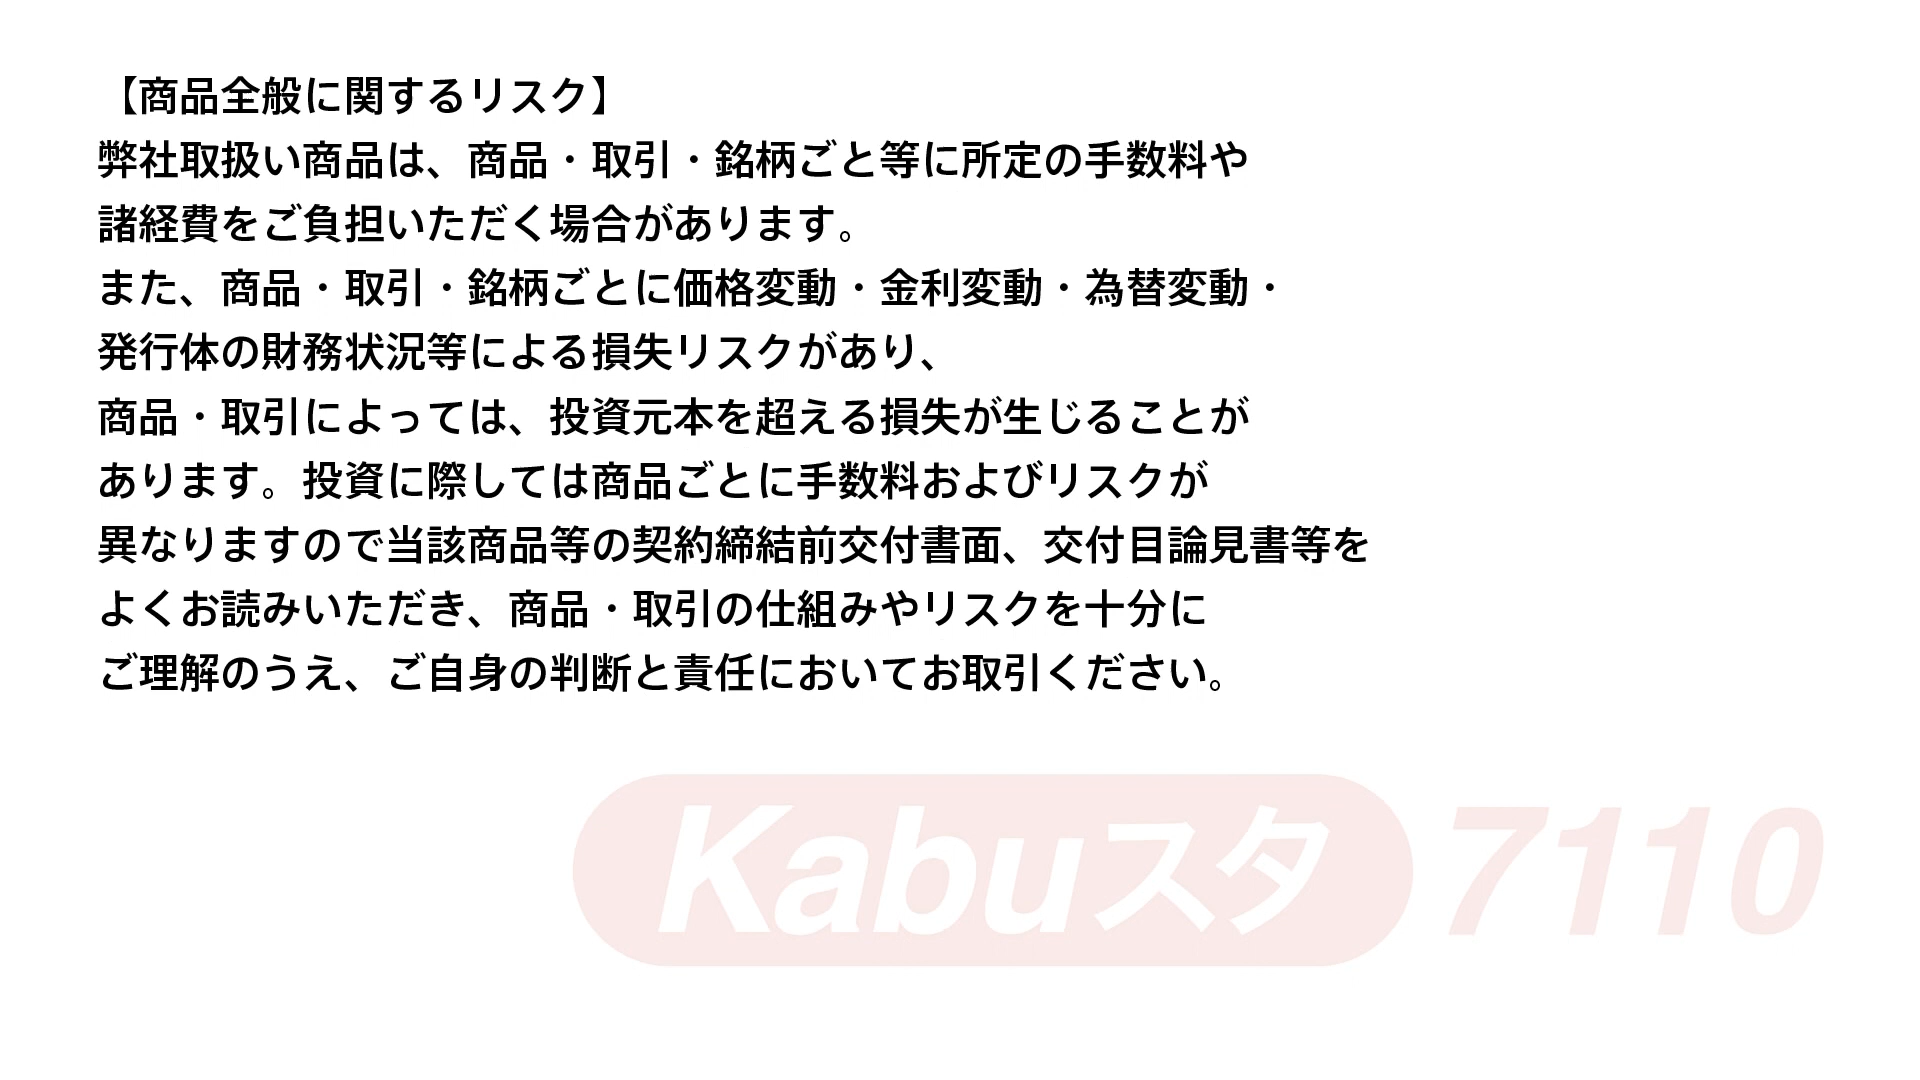 【商品全般に関するリスク】
弊社取扱い商品は、商品・取引・銘柄ごと等に所定の手数料や
諸経費をご負担いただく場合があります。
また、商品・取引・銘柄ごとに価格変動・金利変動・為替変動・
発行体の財務状況等による損失リスクがあり、
商品・取引によっては、投資元本を超える損失が生じることが
あります。投資に際しては商品ごとに手数料およびリスクが
異なりますので当該商品等の契約締結前交付書面、交付目論見書等を
よくお読みいただき、商品・取引の仕組みやリスクを十分に
ご理解のうえ、ご自身の判断と責任においてお取引ください。
Kabuスタ 7110